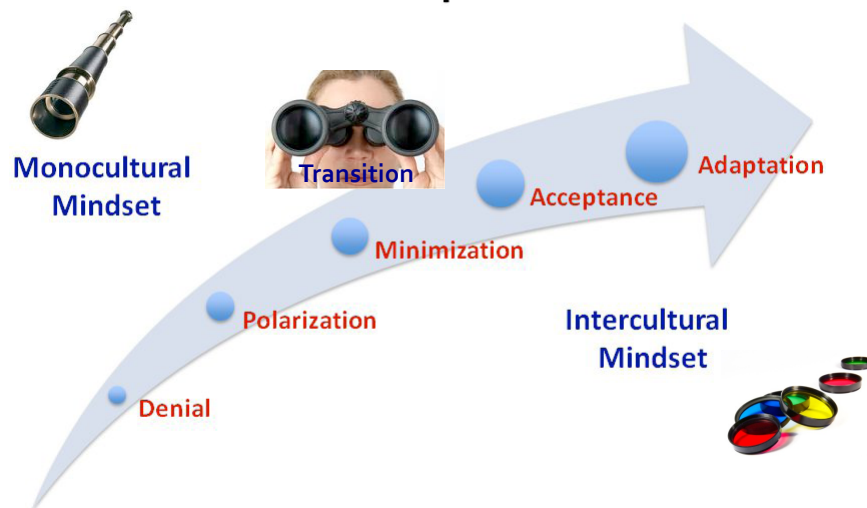 Monocultural
Mindset
Transition
Adaptation
Acceptance
Minimization
Polarization
Intercultural
Mindset
Denial